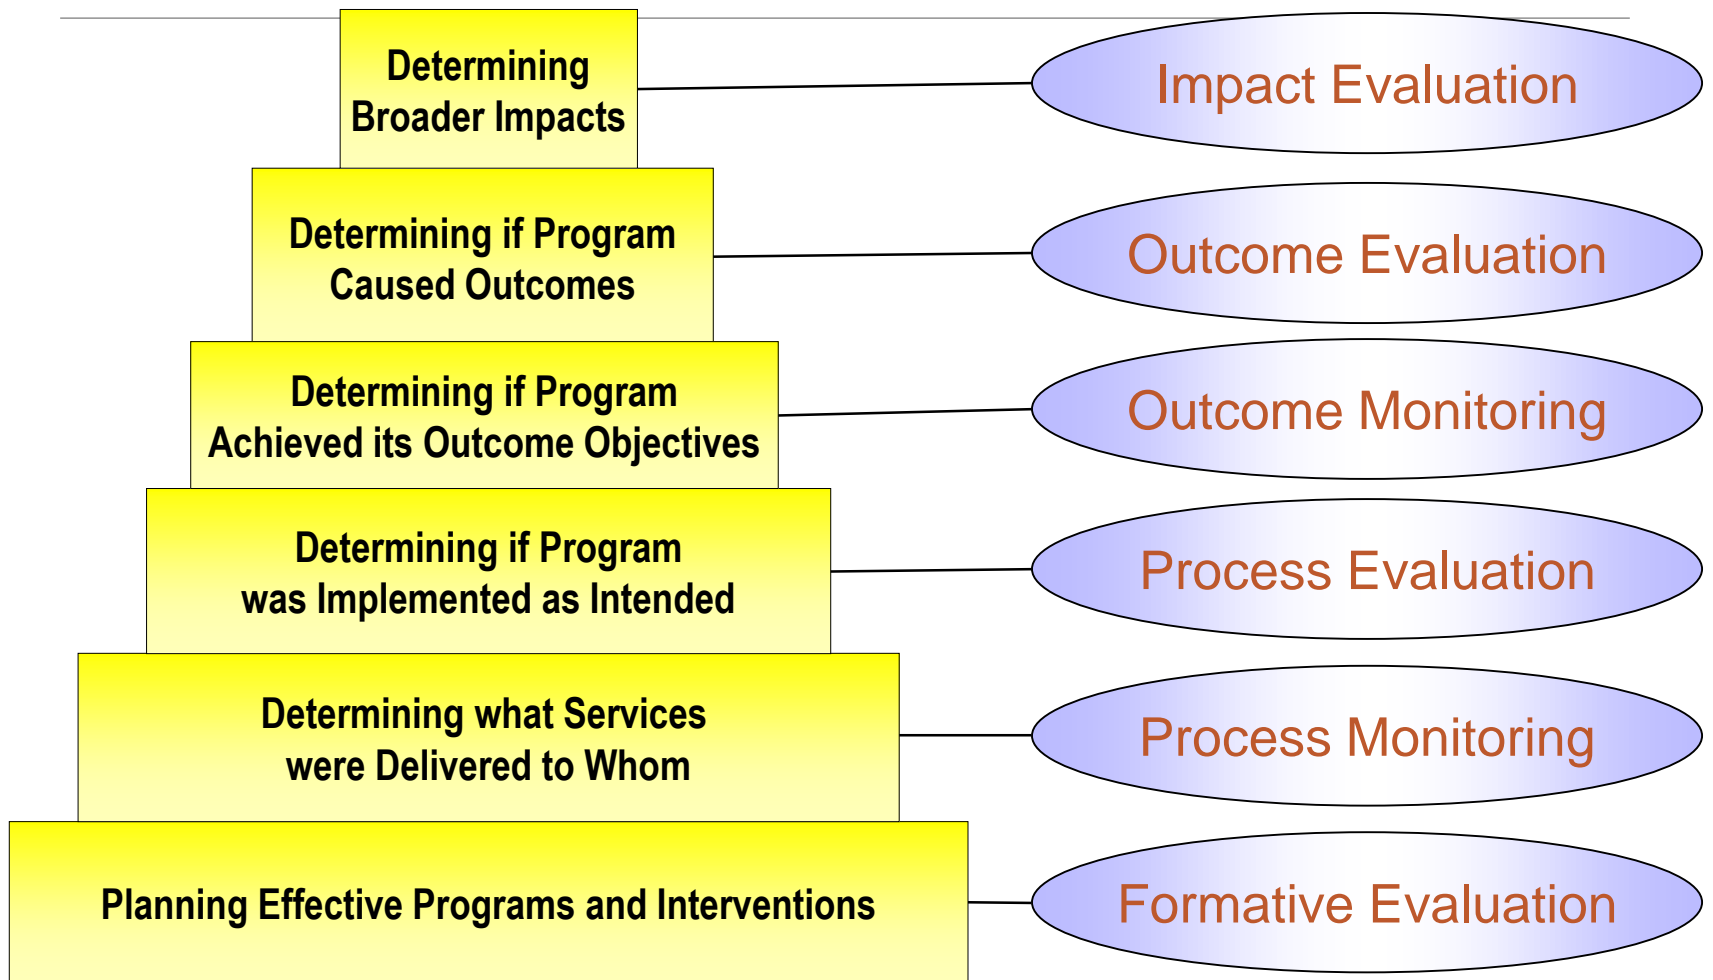 Determining
Broader Impacts
Impact Evaluation
Determining if Program
Caused Outcomes
Outcome Evaluation
Determining if Program
Achieved its Outcome Objectives
Outcome Monitoring
Determining if Program
was Implemented as Intended
Process Evaluation
Determining what Services
were Delivered to Whom
Process Monitoring
Planning Effective Programs and Interventions
Formative Evaluation